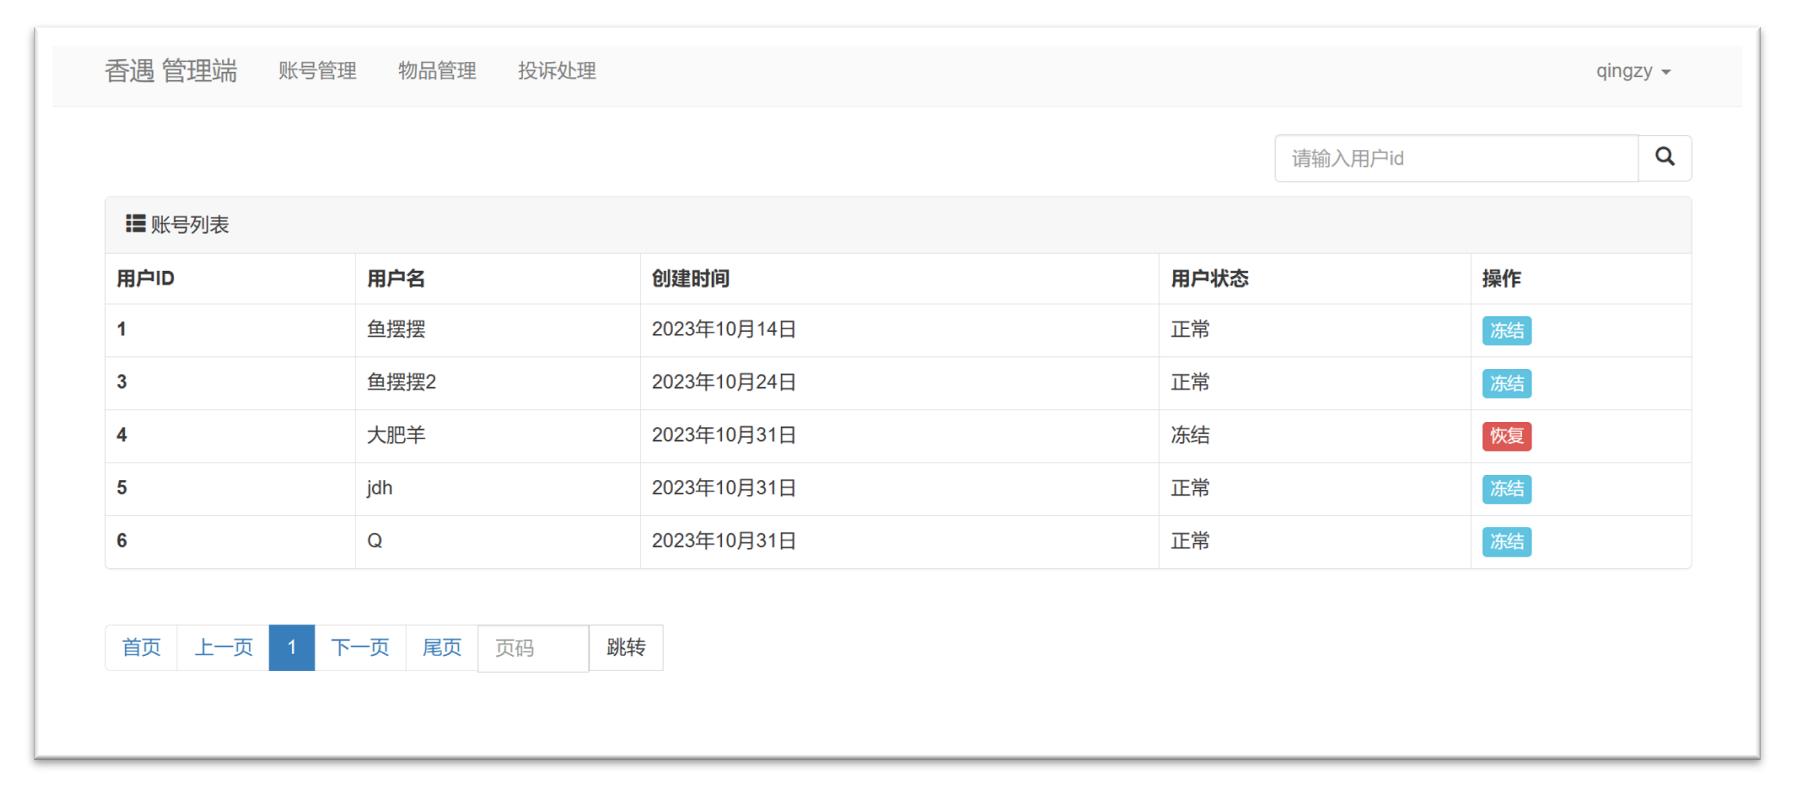 香遇 管理端 账号管理 物品管理 投诉处理 qingzy
请输入用户id
账号列表
用户ID 用户名 创建时间 用户状态 操作
1 鱼摆摆 2023年10月14日 正常 冻结
3 鱼摆摆2 2023年10月24日 正常 冻结
4 大肥羊 2023年10月31日 冻结 恢复
5 jdh 2023年10月31日 正常 冻结
6 Q 2023年10月31日 正常 冻结
首页 上一页 1 下一页 尾页 页码 跳转